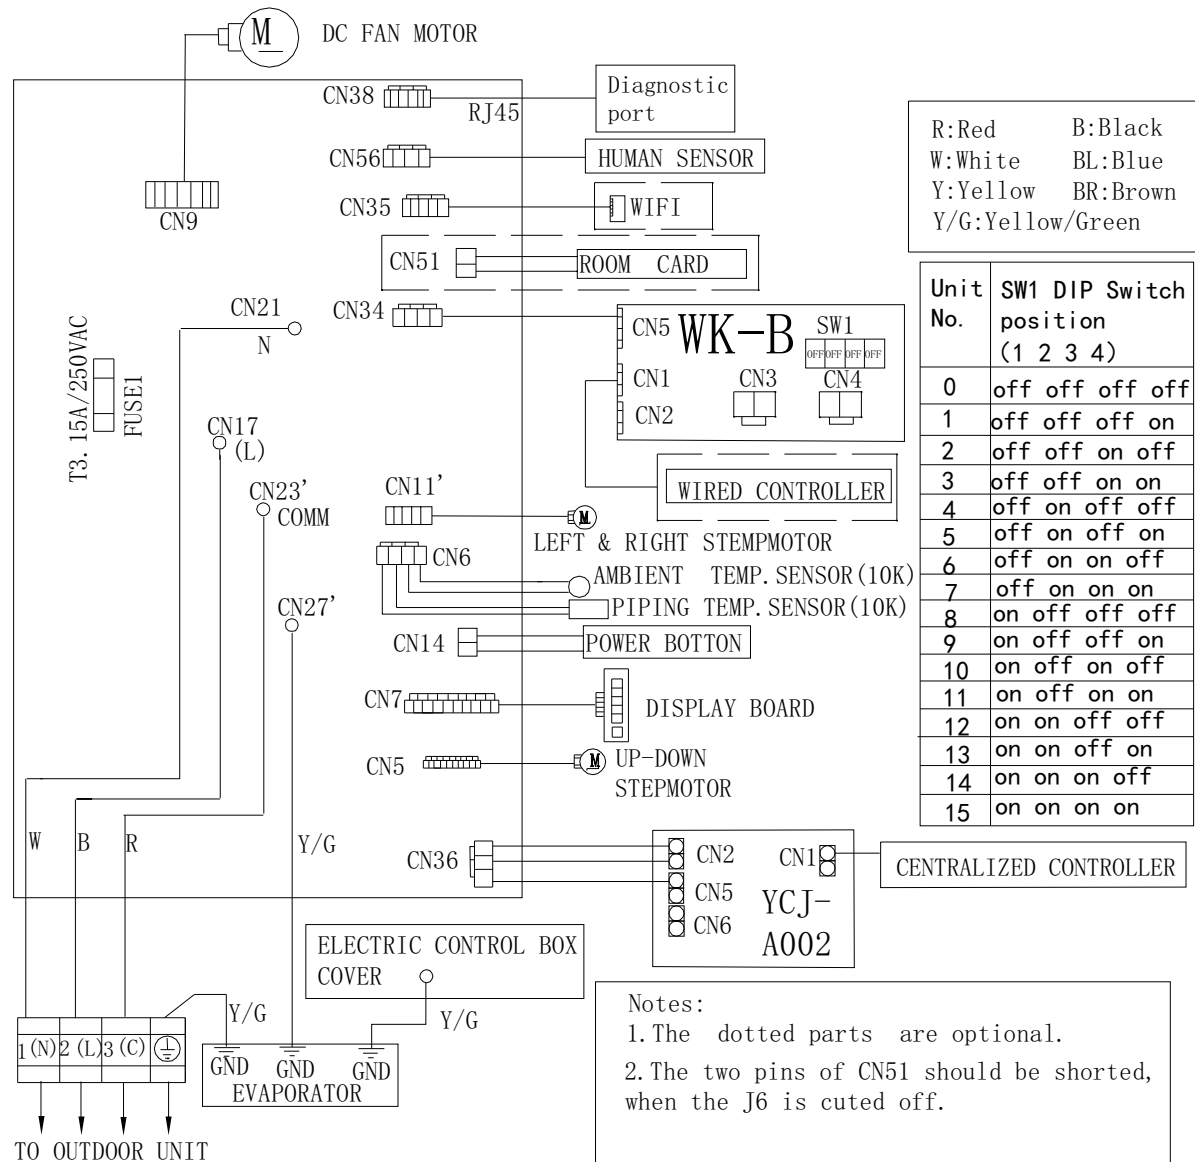 M
DC FAN MOTOR
CN38
RJ45
Diagnostic
port
CN56
HUMAN SENSOR
CN9
CN35
WIFI
CN51
ROOM CARD
CN21
N
CN34
CN5
WK-B
SW1
OFF OFF OFF OFF
CN1
CN3
CN4
CN2
T3.15A/250VAC
FUSE1
CN17
(L)
WIRED CONTROLLER
CN23'
COMM
CN11'
M
LEFT & RIGHT STEMPMOTOR
CN6
AMBIENT TEMP.SENSOR(10K)
PIPING TEMP.SENSOR(10K)
CN27'
CN14
POWER BOTTON
CN7
DISPLAY BOARD
CN5
M
UP-DOWN
STEPMOTOR
W
B
R
Y/G
CN36
CN2
CN1
CN5
CN6
YCJ-
A002
CENTRALIZED CONTROLLER
ELECTRIC CONTROL BOX
COVER
Y/G
Y/G
1(N) 2(L) 3(C)
GND
GND
GND
EVAPORATOR
TO OUTDOOR UNIT
R:Red B:Black
W:White BL:Blue
Y:Yellow BR:Brown
Y/G:Yellow/Green
Unit
No.
SW1 DIP Switch
position
(1 2 3 4)
0 off off off off
1 off off off on
2 off off on off
3 off off on on
4 off on off off
5 off on off on
6 off on on off
7 off on on on
8 on off off off
9 on off off on
10 on off on off
11 on off on on
12 on on off off
13 on on off on
14 on on on off
15 on on on on
Notes:
1.The dotted parts are optional.
2.The two pins of CN51 should be shorted,
when the J6 is cuted off.